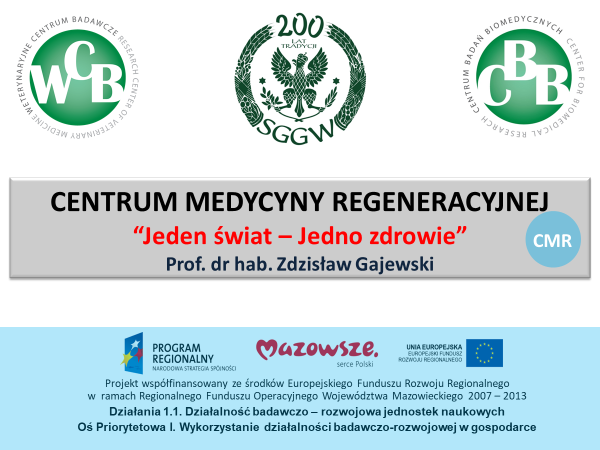 WETERYNARYJNE CENTRUM BADAWCZE RESEARCH CENTER OF VETERINARY MEDICINE
WCB
200
LAT
TRADYCJI
SGGW
CENTRUM BADAŃ BIOMEDYCZNYCH CENTER FOR BIOMEDICAL RESEARCH
CBB
CENTRUM MEDYCYNY REGENERACYJNEJ
“Jeden świat – Jedno zdrowie”
CMR
Prof. dr hab. Zdzisław Gajewski
PROGRAM
REGIONALNY
NARODOWA STRATEGIA SPÓJNOŚCI
Mazowsze.
serce Polski
UNIA EUROPEJSKA
EUROPEJSKI FUNDUSZ
ROZWOJU REGIONALNEGO
Projekt współfinansowany ze środków Europejskiego Funduszu Rozwoju Regionalnego
w ramach Regionalnego Funduszu Operacyjnego Województwa Mazowieckiego 2007 – 2013
Działania 1.1. Działalność badawczo – rozwojowa jednostek naukowych
Oś Priorytetowa I. Wykorzystanie działalności badawczo-rozwojowej w gospodarce